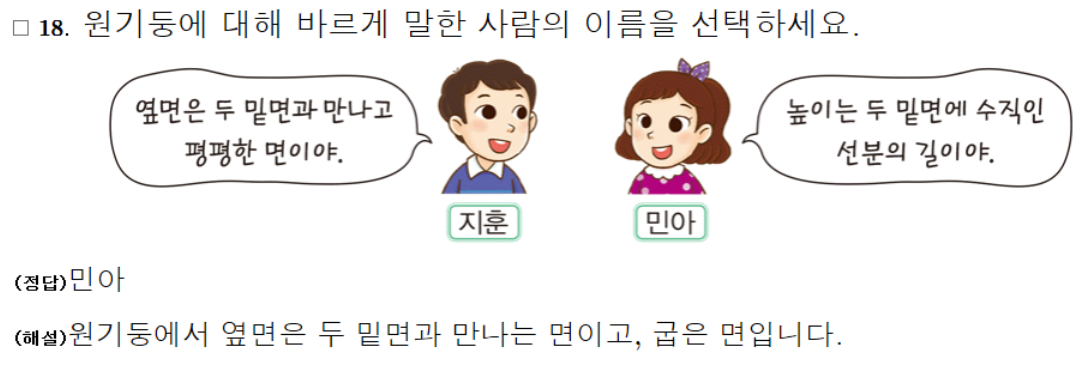 □ 18. 원기둥에 대해 바르게 말한 사람의 이름을 선택하세요.
옆면은 두 밑면과 만나고
평평한 면이야.
높이는 두 밑면에 수직인
선분의 길이야.
지훈
민아
(정답)민아
(해설)원기둥에서 옆면은 두 밑면과 만나는 면이고, 굽은 면입니다.